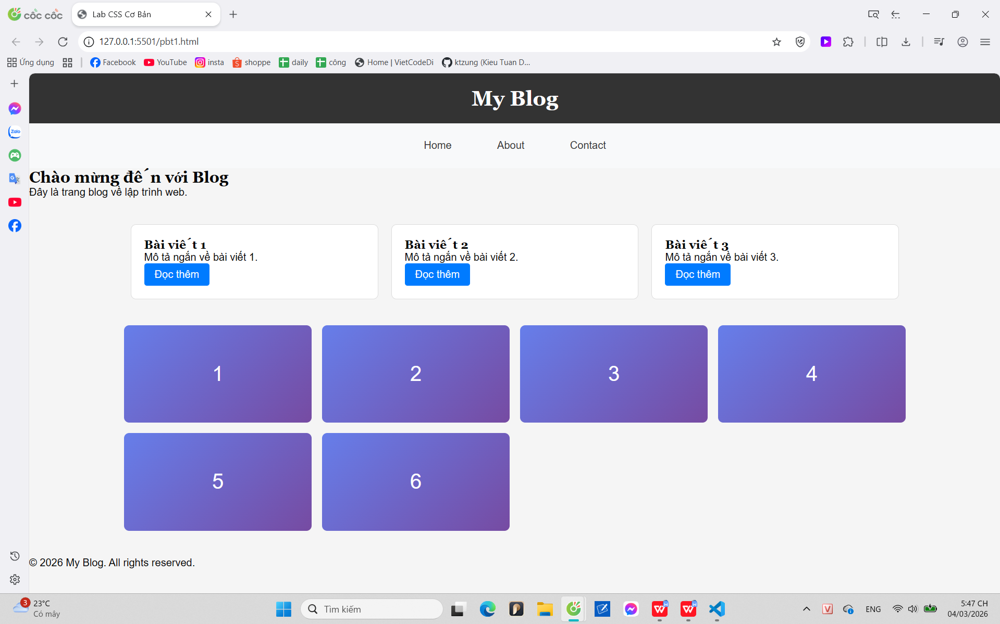 cốc cốc
Lab CSS Cơ Bản
127.0.0.1:5501/pbt1.html
Ứng dụng
Facebook
YouTube
insta
shoppe
daily
công
Home | VietCodeDi
ktzung (Kieu Tuan D...
My Blog
Zalo
Home
About
Contact
Chào mừng đến với Blog
Đây là trang blog về lập trình web.
Bài viết 1
Mô tả ngắn về bài viết 1.
Đọc thêm
Bài viết 2
Mô tả ngắn về bài viết 2.
Đọc thêm
Bài viết 3
Mô tả ngắn về bài viết 3.
Đọc thêm
1
2
3
4
5
6
© 2026 My Blog. All rights reserved.
3
23°C
Có mây
Tìm kiếm
ENG
5:47 CH
04/03/2026